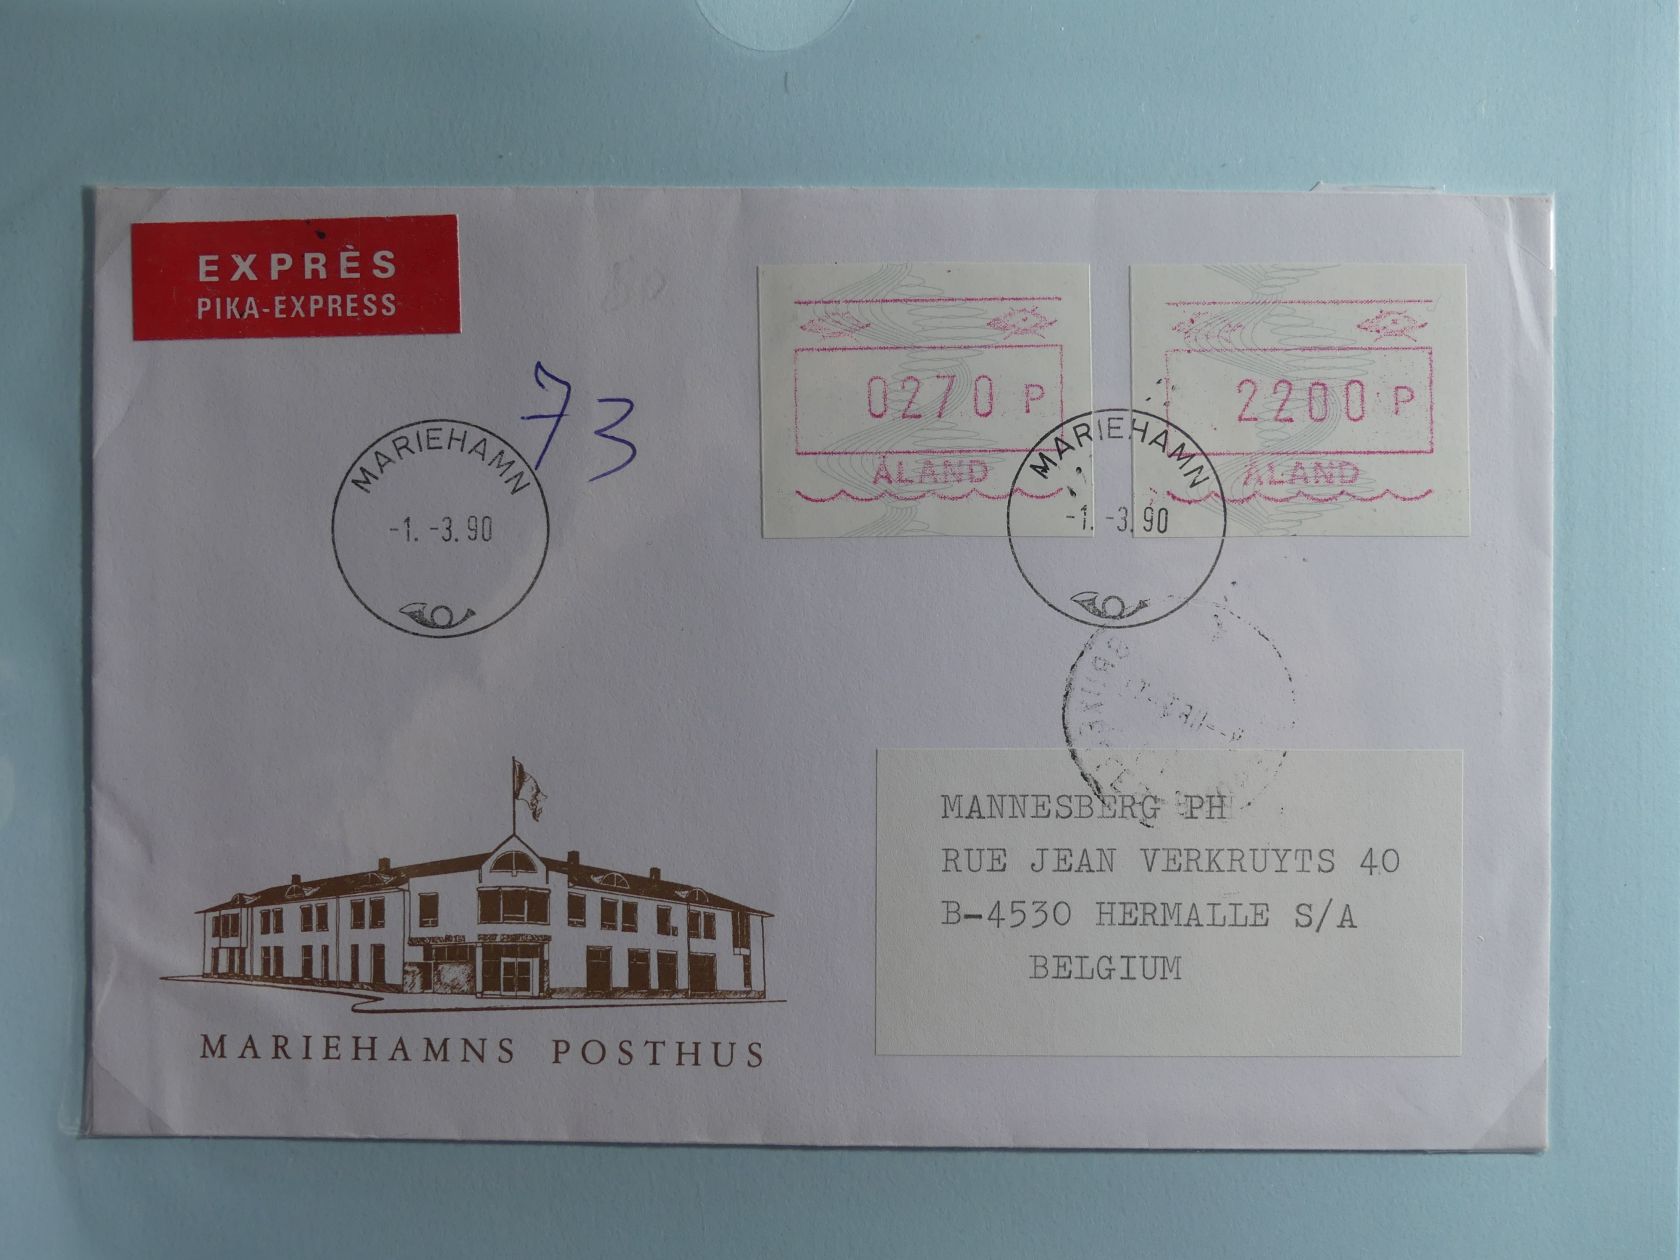 EXPRÈS
PIKA-EXPRESS
73
MARIEHAMN
-1. -3. 90
0270 P
ÅLAND
2200 P
ÅLAND
MARIEHAMN
-1. -3. 90
MANNESBERG PH
RUE JEAN VERKRUYTS 40
B-4530 HERMALLE S/A
BELGIUM
MARIEHAMNS POSTHUS